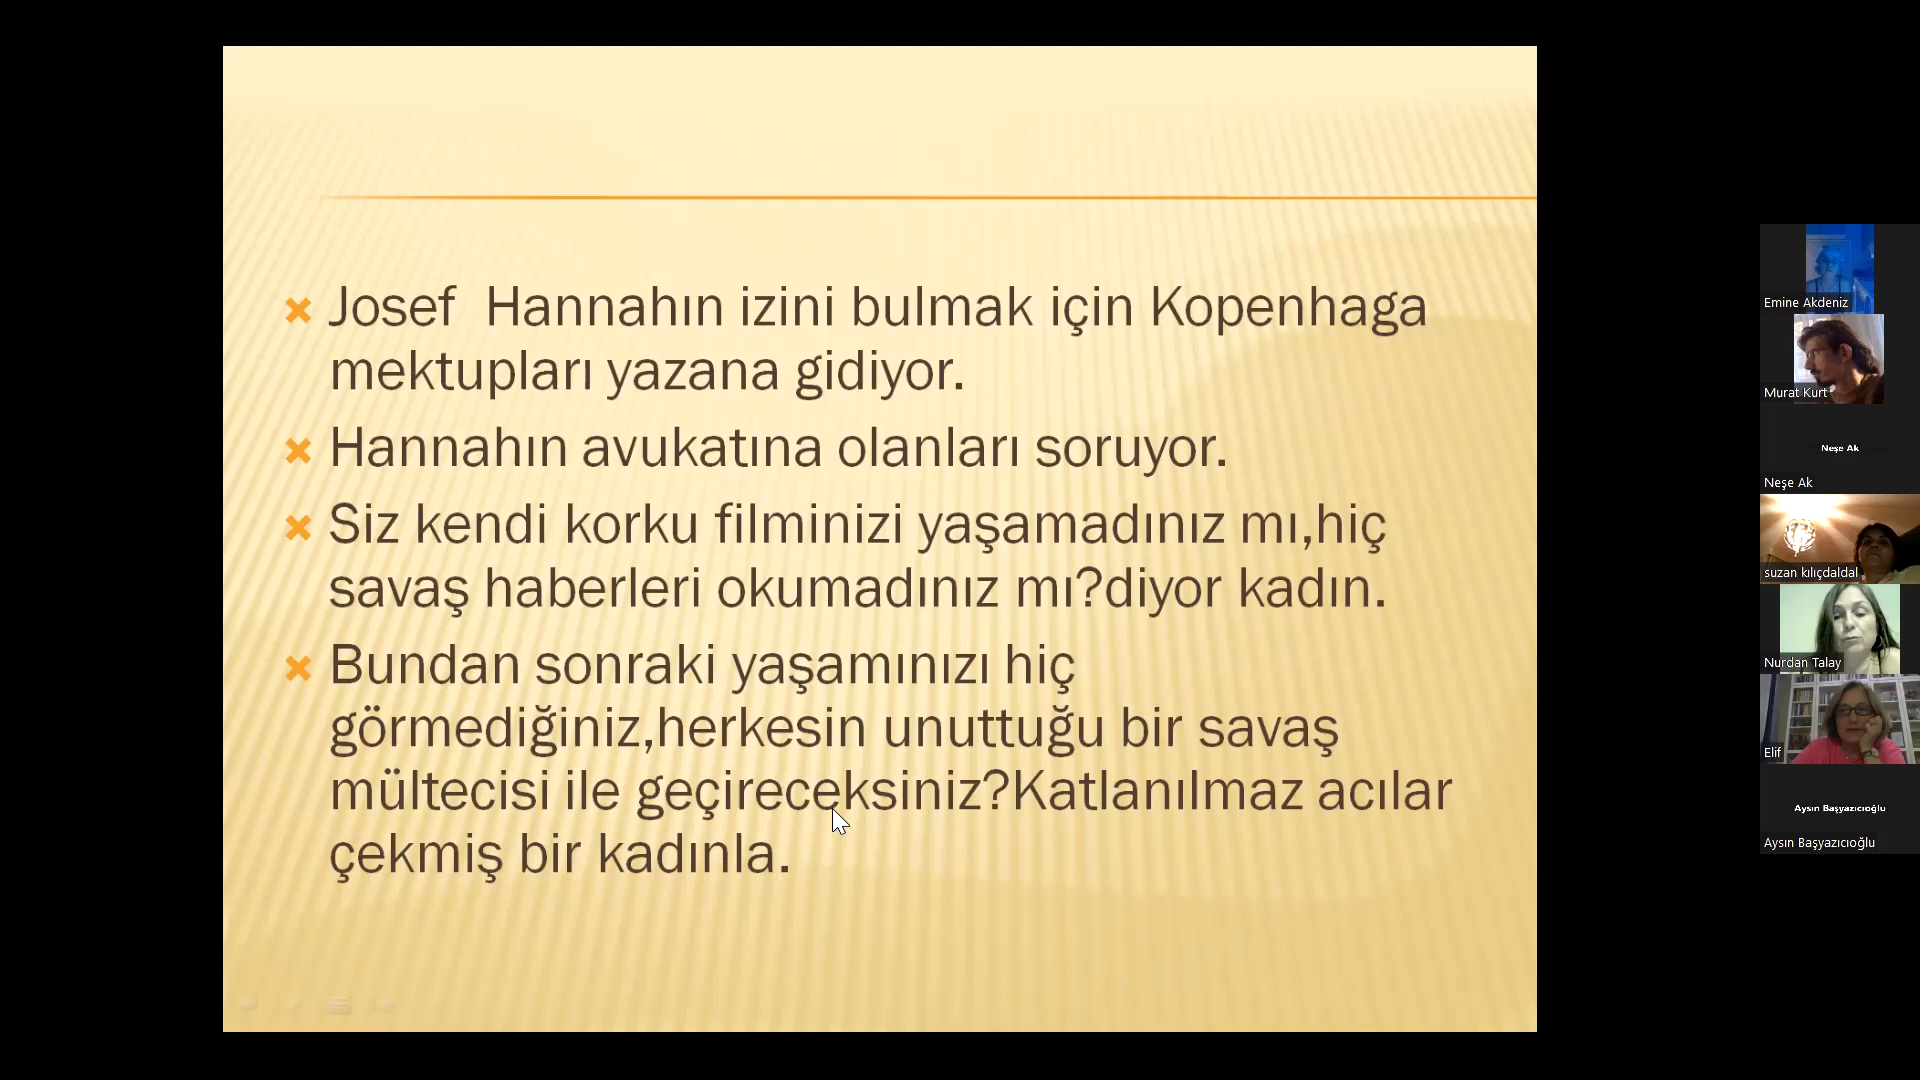 Josef  Hannahın izini bulmak için Kopenhaga
mektupları yazana gidiyor.
Hannahın avukatına olanları soruyor.
Siz kendi korku filminizi yaşamadınız mı,hiç
savaş haberleri okumadınız mı?diyor kadın.
Bundan sonraki yaşamınızı hiç
görmediğiniz,herkesin unuttuğu bir savaş
mültecisi ile geçireceksiniz?Katlanılmaz acılar
çekmiş bir kadınla.
Emine Akdeniz
Murat Kurt
Neşe Ak
Neşe Ak
suzan kılıçdaldal
Nurdan Talay
Elif
Aysın Başyazıcıoğlu
Aysın Başyazıcıoğlu